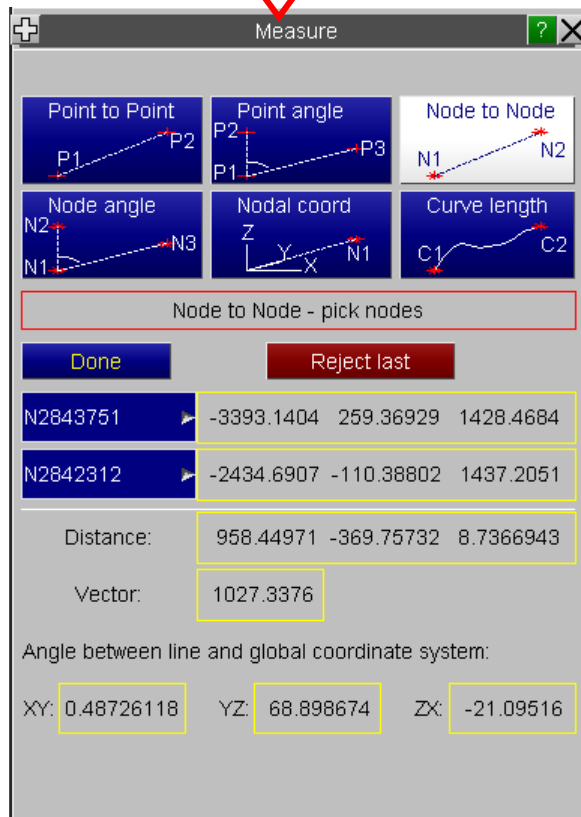 Measure ? X
Point to Point Point angle Node to Node
P1 P2 P2 P1 P3 N1 N2
Node angle Nodal coord Curve length
N2 N1 N3 Z Y X N1 C1 C2
Node to Node - pick nodes
Done Reject last
N2843751 -3393.1404 259.36929 1428.4684
N2842312 -2434.6907 -110.38802 1437.2051
Distance: 958.44971 -369.75732 8.7366943
Vector: 1027.3376
Angle between line and global coordinate system:
XY: 0.48726118 YZ: 68.898674 ZX: -21.09516